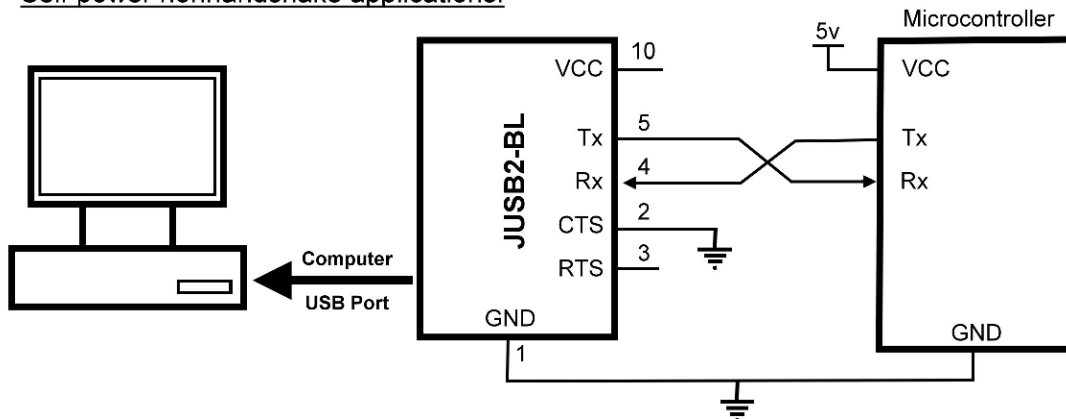 Self power nonhandshake applications:
Microcontroller
5v
VCC
10
VCC
JUSB2-BL
Tx
5
Tx
Rx
4
Rx
CTS
2
RTS
3
Computer
USB Port
GND
1
GND